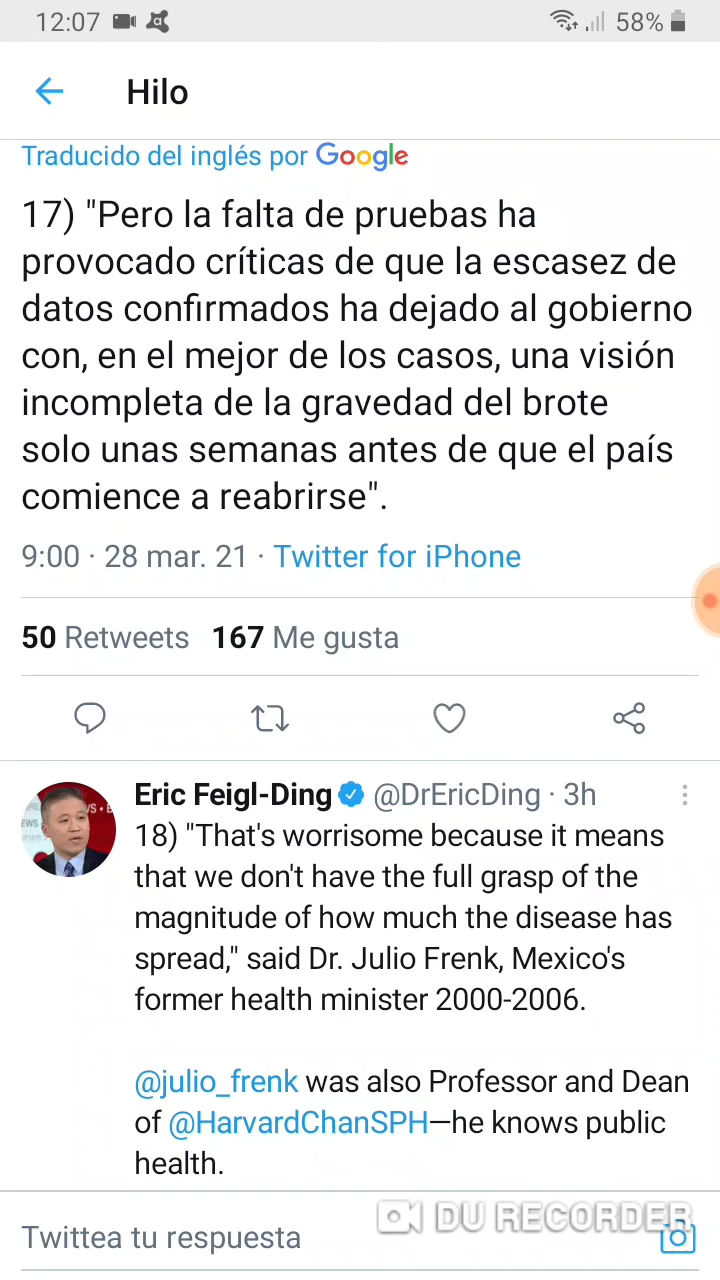 12:07 58%
Hilo
Traducido del inglés por Google
17) "Pero la falta de pruebas ha
provocado críticas de que la escasez de
datos confirmados ha dejado al gobierno
con, en el mejor de los casos, una visión
incompleta de la gravedad del brote
solo unas semanas antes de que el país
comience a reabrirse".
9:00 · 28 mar. 21 · Twitter for iPhone
50 Retweets 167 Me gusta
Eric Feigl-Ding @DrEricDing · 3h
18) "That's worrisome because it means
that we don't have the full grasp of the
magnitude of how much the disease has
spread," said Dr. Julio Frenk, Mexico's
former health minister 2000-2006.
@julio_frenk was also Professor and Dean
of @HarvardChanSPH—he knows public
health.
DU RECORDER
Twittea tu respuesta